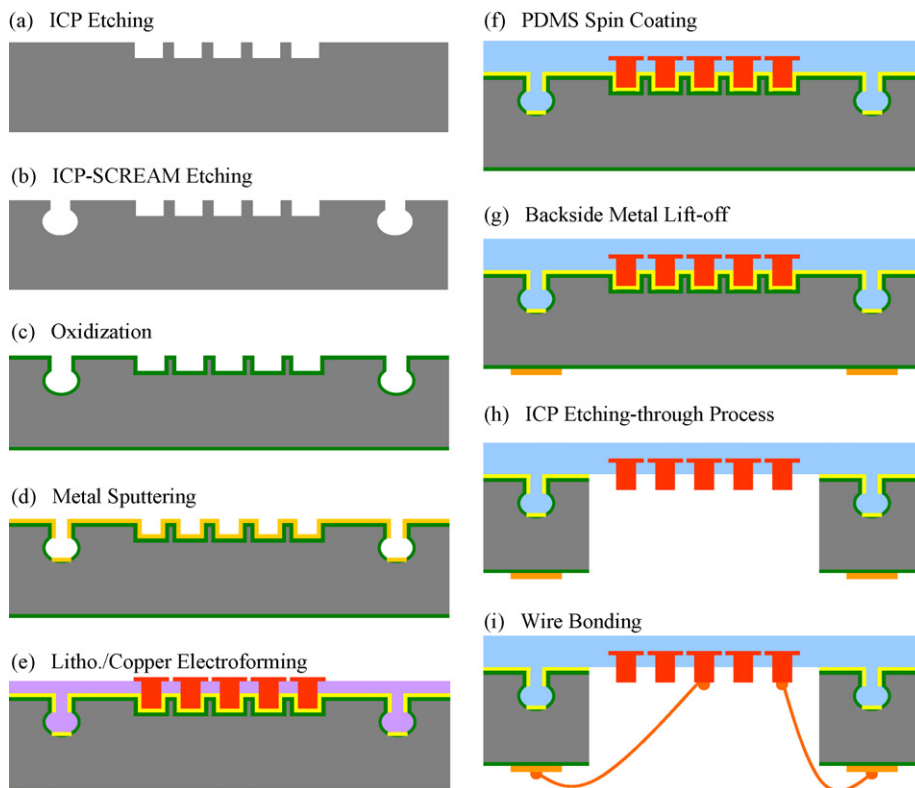 (a) ICP Etching
(b) ICP-SCREAM Etching
(c) Oxidization
(d) Metal Sputtering
(e) Litho./Copper Electroforming
(f) PDMS Spin Coating
(g) Backside Metal Lift-off
(h) ICP Etching-through Process
(i) Wire Bonding